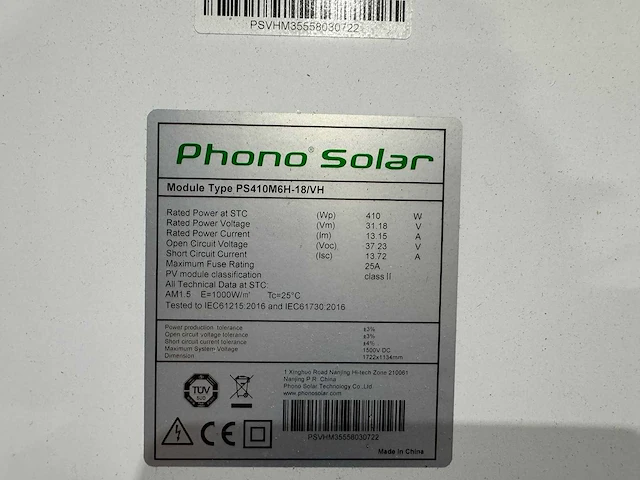 PSVHM35558030722
Phono® Solar
Module Type PS410M6H-18/VH
Rated Power at STC (Wp) 410 W
Rated Power Voltage (Vm) 31.18 V
Rated Power Current (Im) 13.15 A
Open Circuit Voltage (Voc) 37.23 V
Short Circuit Current (Isc) 13.72 A
Maximum Fuse Rating 25A
PV module classification class II
All Technical Data at STC:
AM1.5 E=1000W/m² Tc=25°C
Tested to IEC61215:2016 and IEC61730:2016
Power production tolerance ±3%
Open circuit voltage tolerance ±3%
Short circuit current tolerance ±4%
Maximum System Voltage 1500V DC
Dimension 1722x1134mm
1 Xinghuo Road Nanjing Hi-tech Zone 210061
Nanjing P.R. China
Phono Solar Technology Co.,Ltd.
www.phonosolar.com
TÜV
SÜD
CE
PSVHM35558030722
Made In China